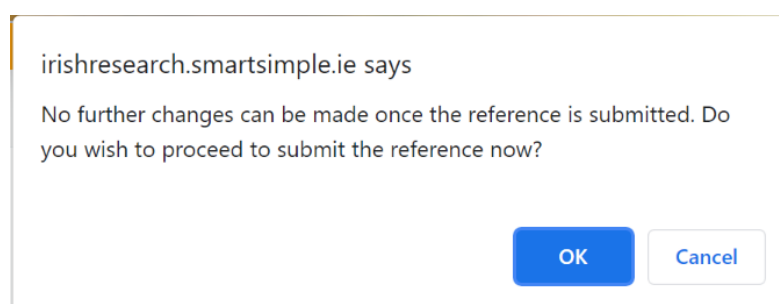 irishresearch.smartsimple.ie says
No further changes can be made once the reference is submitted. Do
you wish to proceed to submit the reference now?
OK
Cancel